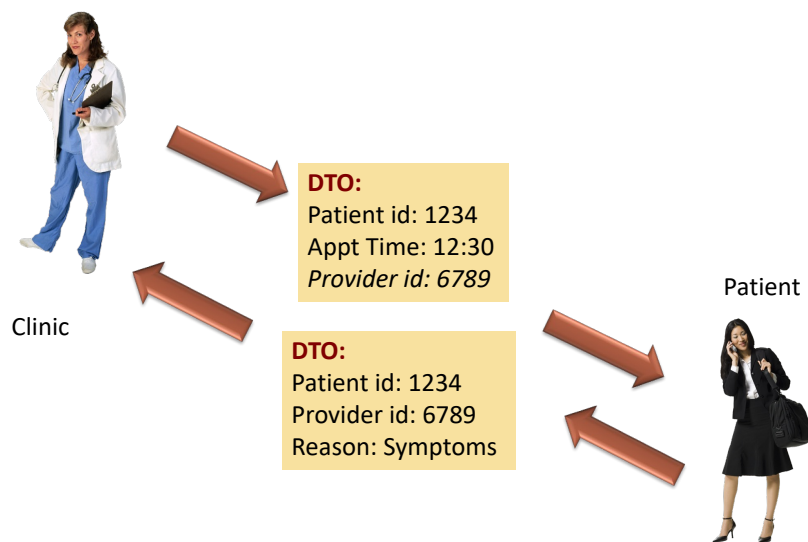 DTO:
Patient id: 1234
Appt Time: 12:30
Provider id: 6789
Patient
Clinic
DTO:
Patient id: 1234
Provider id: 6789
Reason: Symptoms